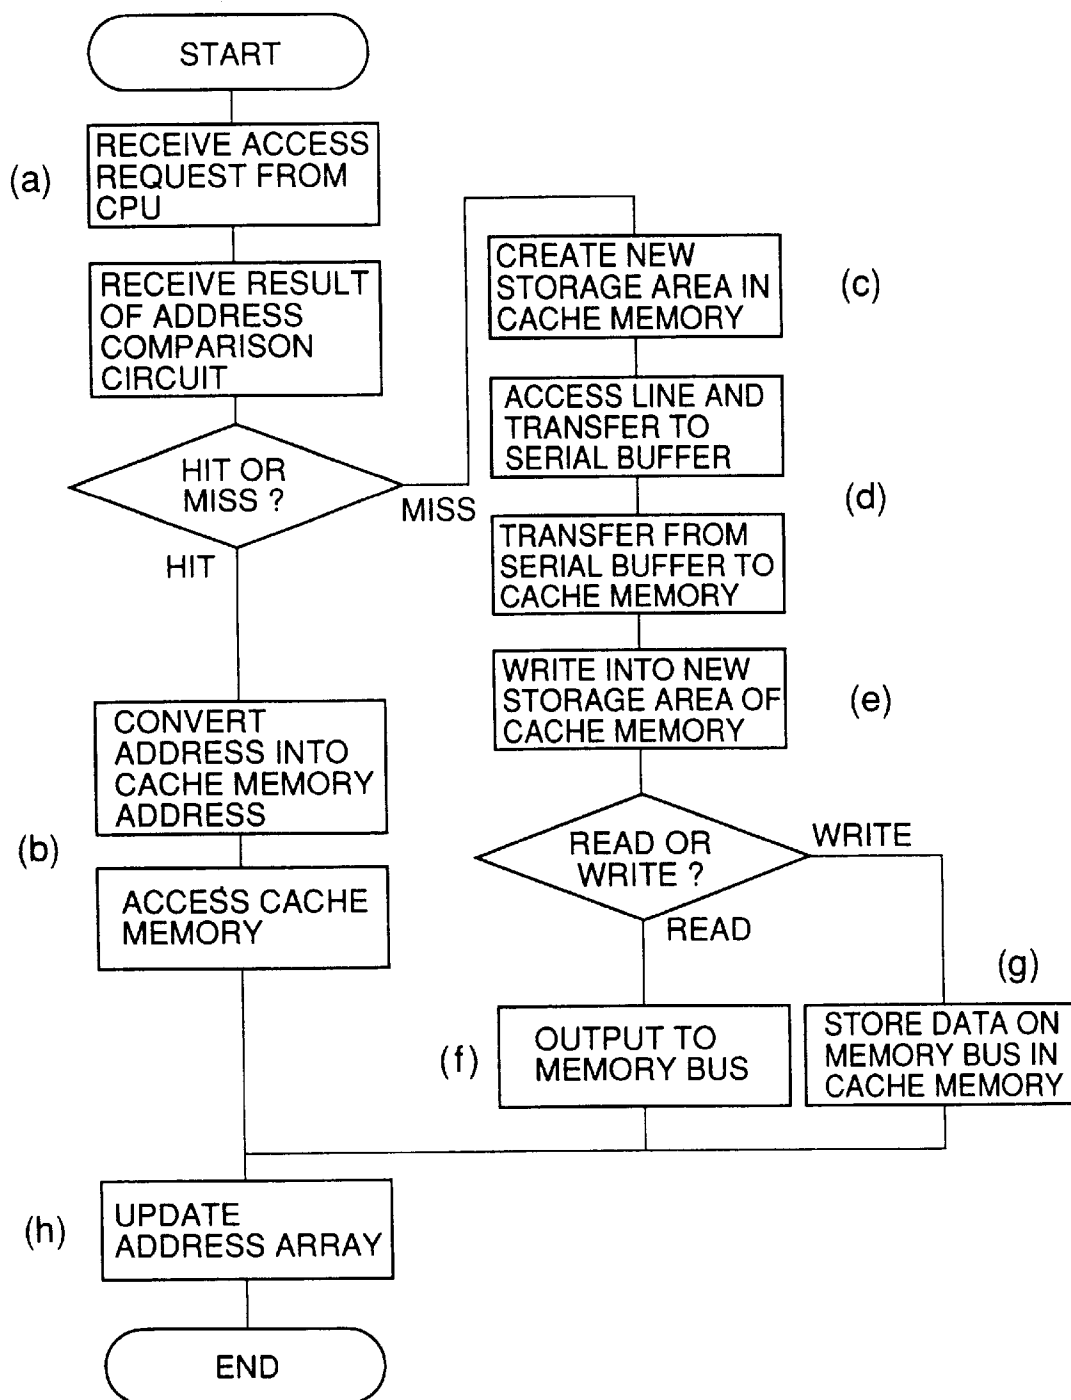 START
(a)
RECEIVE ACCESS
REQUEST FROM
CPU
RECEIVE RESULT
OF ADDRESS
COMPARISON
CIRCUIT
HIT OR
MISS ?
MISS
HIT
CONVERT
ADDRESS INTO
CACHE MEMORY
ADDRESS
(b)
ACCESS CACHE
MEMORY
CREATE NEW
STORAGE AREA IN
CACHE MEMORY
(c)
ACCESS LINE AND
TRANSFER TO
SERIAL BUFFER
(d)
TRANSFER FROM
SERIAL BUFFER TO
CACHE MEMORY
WRITE INTO NEW
STORAGE AREA OF
CACHE MEMORY
(e)
READ OR
WRITE ?
WRITE
READ
(f)
OUTPUT TO
MEMORY BUS
(g)
STORE DATA ON
MEMORY BUS IN
CACHE MEMORY
(h)
UPDATE
ADDRESS ARRAY
END